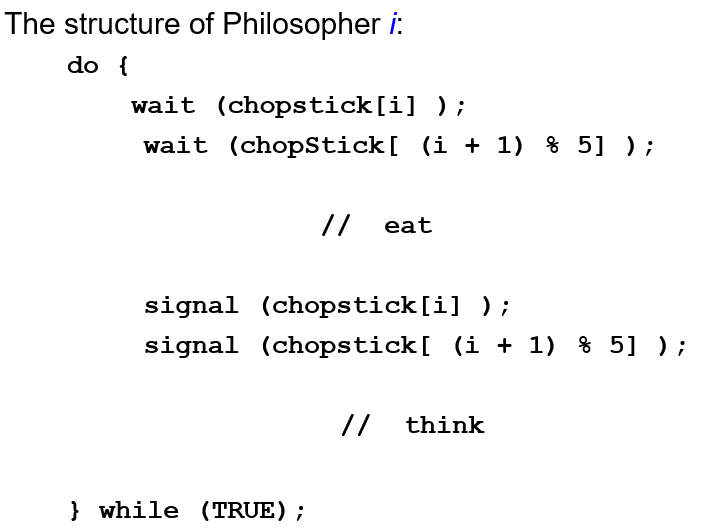 The structure of Philosopher i:
do {
wait (chopstick[i] );
wait (chopStick[ (i + 1) % 5] );
// eat
signal (chopstick[i] );
signal (chopstick[ (i + 1) % 5] );
// think
} while (TRUE);